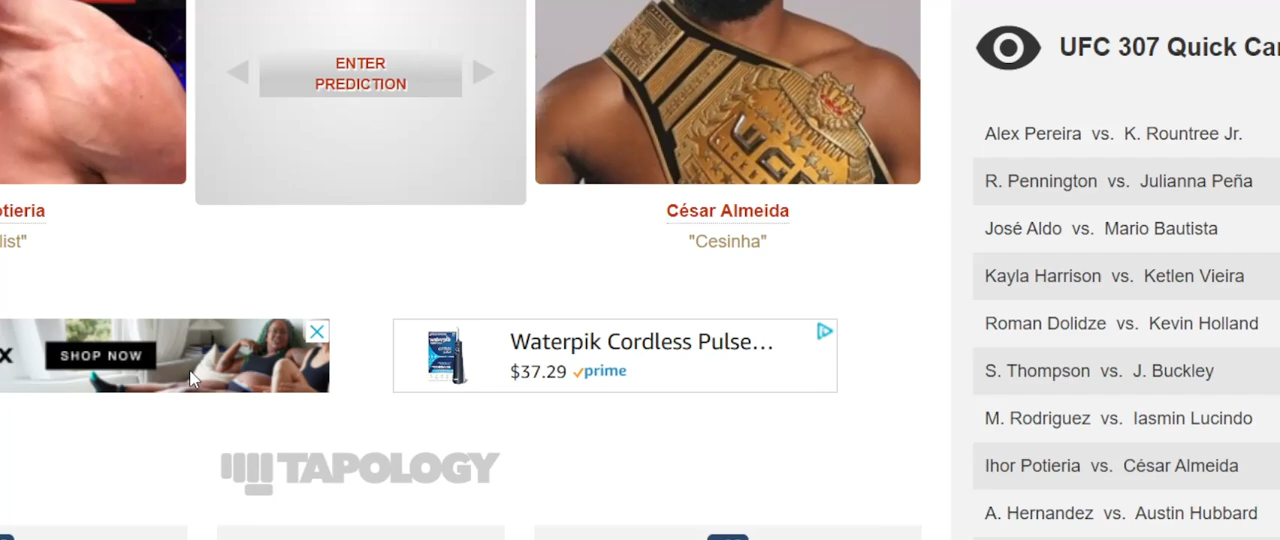 ENTER
PREDICTION
otieria
list"
César Almeida
"Cesinha"
X
SHOP NOW
Waterpik Cordless Pulse...
$37.29 prime
TAPOLOGY
UFC 307 Quick Car
Alex Pereira vs. K. Rountree Jr.
R. Pennington vs. Julianna Peña
José Aldo vs. Mario Bautista
Kayla Harrison vs. Ketlen Vieira
Roman Dolidze vs. Kevin Holland
S. Thompson vs. J. Buckley
M. Rodriguez vs. Iasmin Lucindo
Ihor Potieria vs. César Almeida
A. Hernandez vs. Austin Hubbard